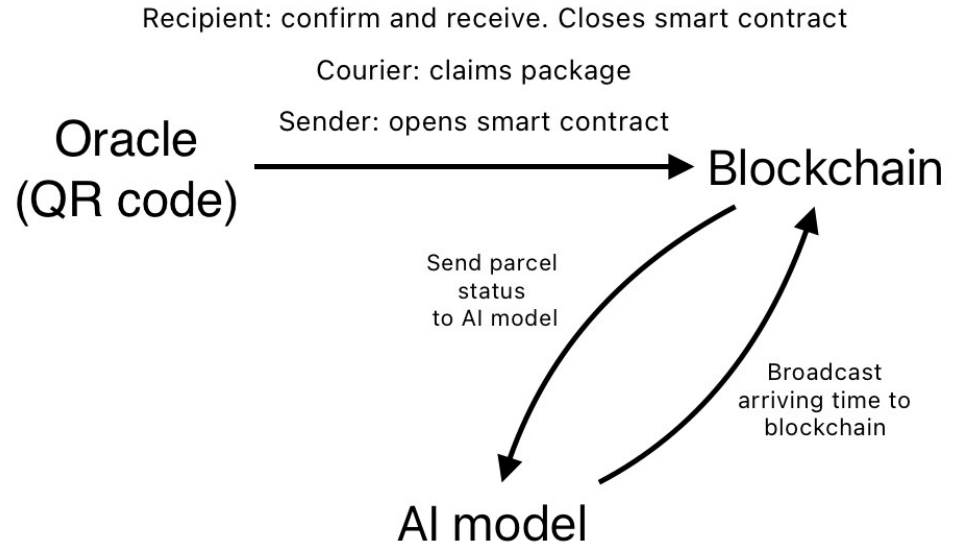 Recipient: confirm and receive. Closes smart contract
Courier: claims package
Sender: opens smart contract
Oracle
(QR code)
Blockchain
Send parcel
status
to AI model
Broadcast
arriving time to
blockchain
AI model